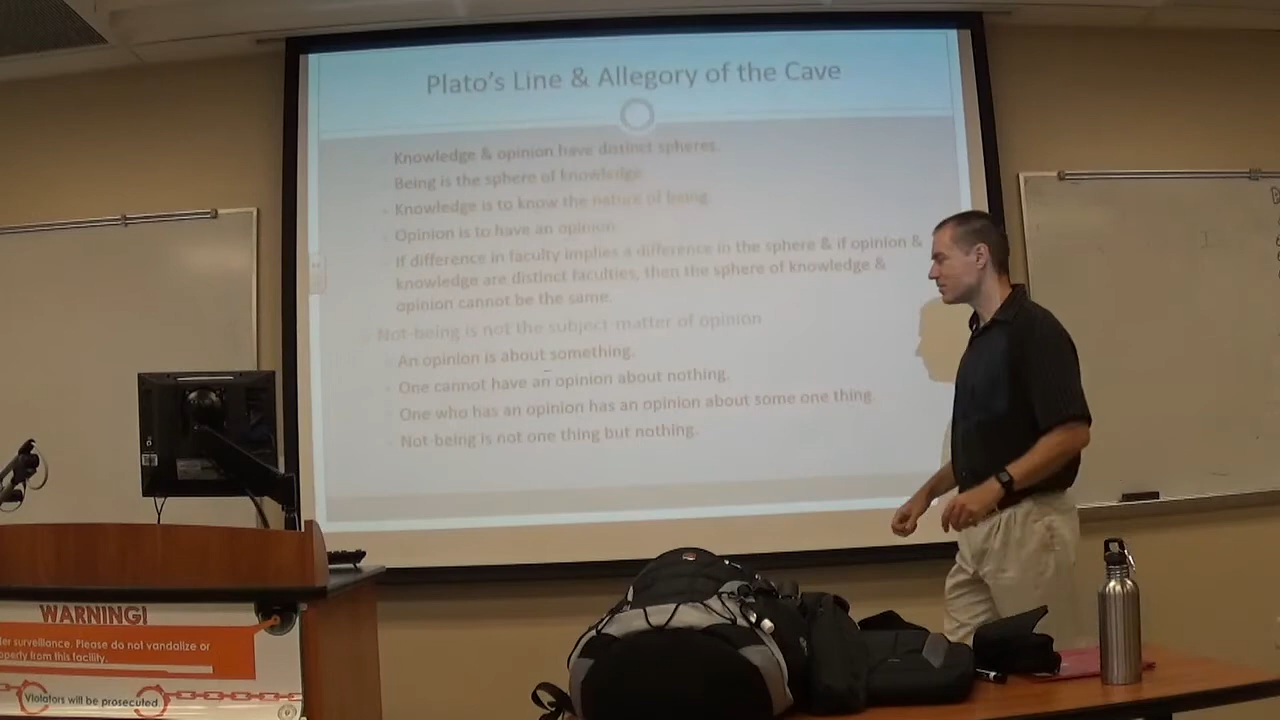 Plato's Line & Allegory of the Cave
Knowledge & opinion have distinct spheres.
Being is the sphere of knowledge.
Knowledge is to know the nature of being.
Opinion is to have an opinion.
If difference in faculty implies a difference in the sphere & if opinion &
knowledge are distinct faculties, then the sphere of knowledge &
opinion cannot be the same.
Not-being is not the subject-matter of opinion
An opinion is about something.
One cannot have an opinion about nothing.
One who has an opinion has an opinion about some one thing.
Not-being is not one thing but nothing.
WARNING!
surveillance. Please do not vandalize or
from this facility.
Violators will be prosecuted.